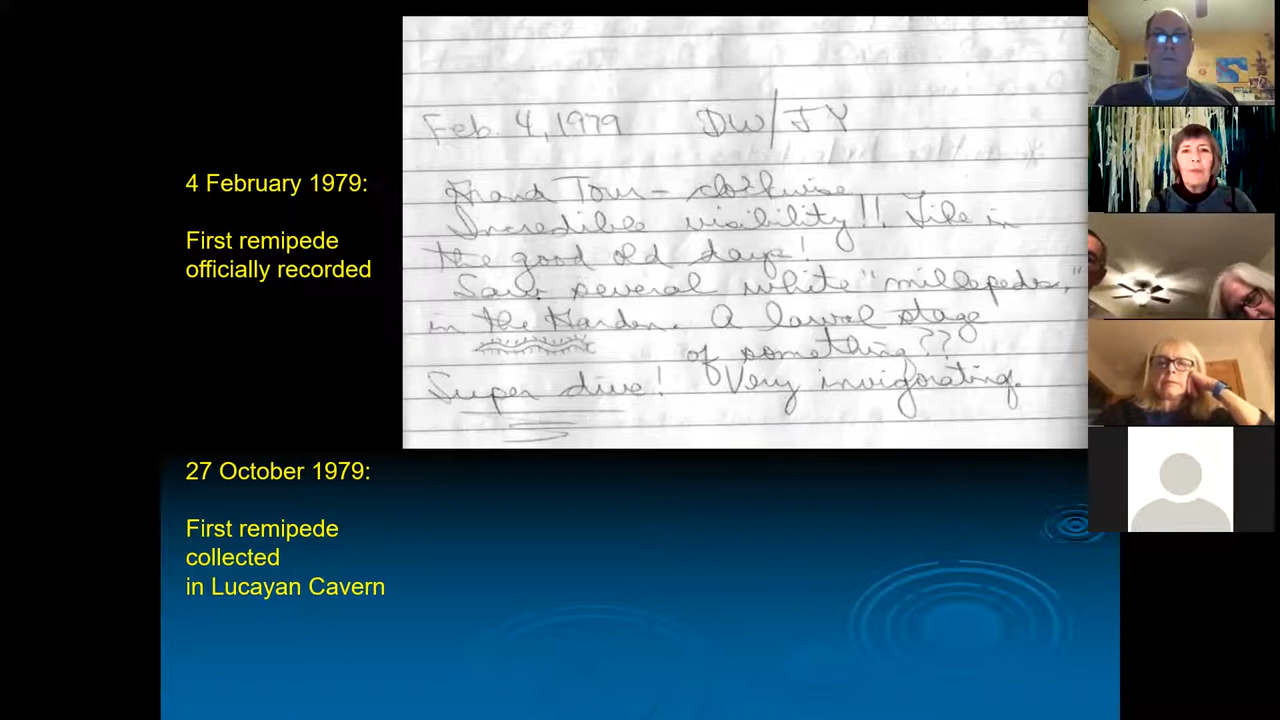 Feb. 4, 1979 DW/JY
Grand Tour - clockwise.
Incredible visibility!! Like in
the good old days!
Saw several white "millepedes,"
in the Garden. A larval stage
of something??
Super dive! Very invigorating.
4 February 1979:
First remipede
officially recorded
27 October 1979:
First remipede
collected
in Lucayan Cavern